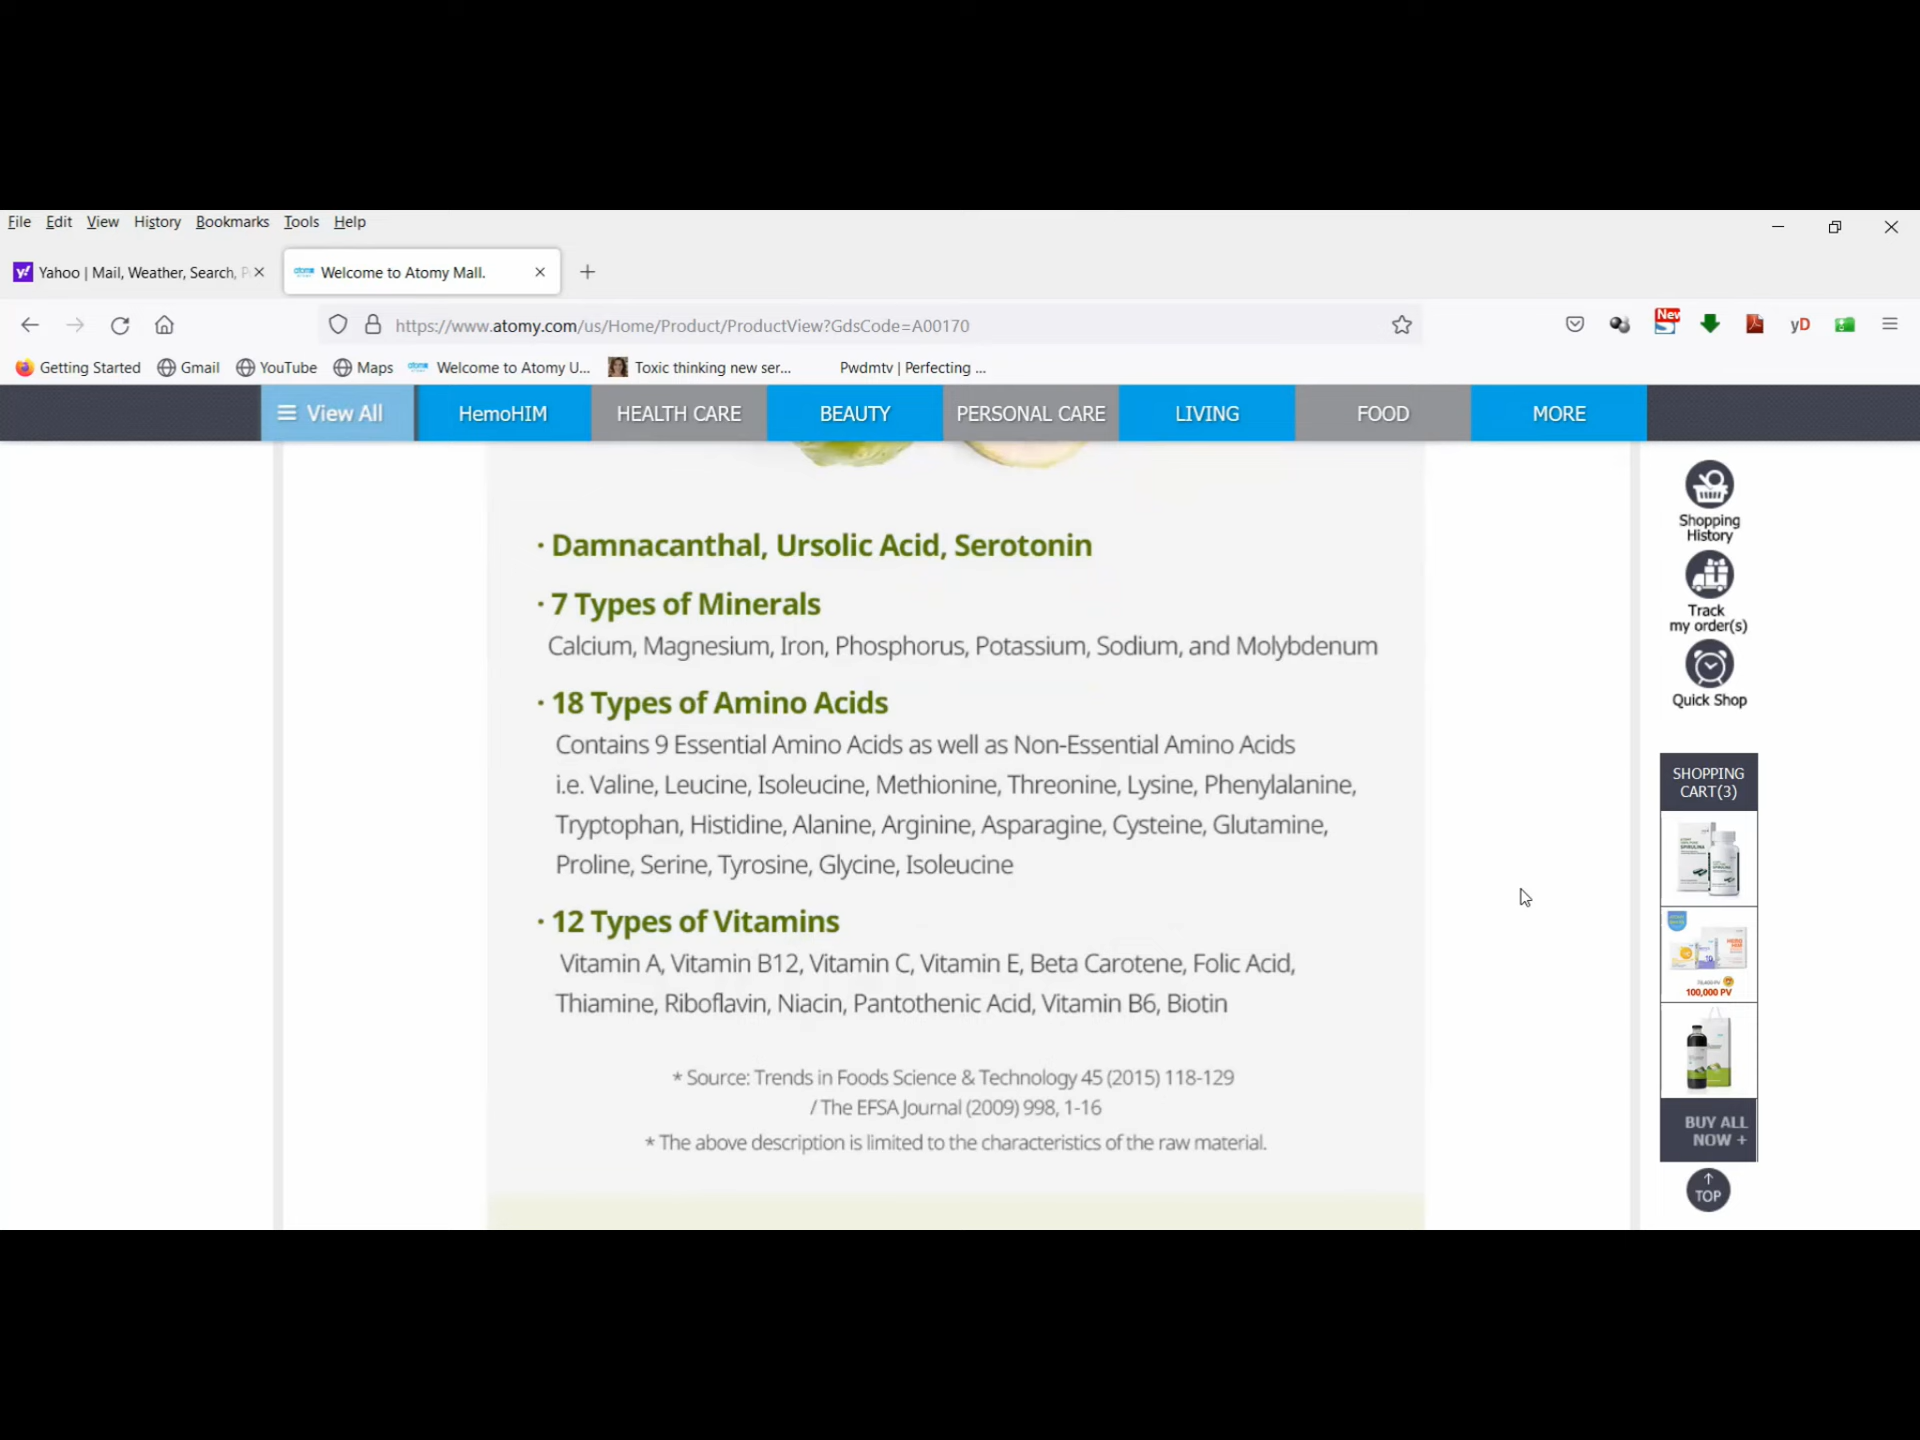 File Edit View History Bookmarks Tools Help
Yahoo | Mail, Weather, Search, P
atomy Welcome to Atomy Mall.
https://www.atomy.com/us/Home/Product/ProductView?GdsCode=A00170
New
yD
Getting Started Gmail YouTube Maps Welcome to Atomy U... Toxic thinking new ser... Pwdmtv | Perfecting ...
View All HemoHIM HEALTH CARE BEAUTY PERSONAL CARE LIVING FOOD MORE
· Damnacanthal, Ursolic Acid, Serotonin
· 7 Types of Minerals
Calcium, Magnesium, Iron, Phosphorus, Potassium, Sodium, and Molybdenum
· 18 Types of Amino Acids
Contains 9 Essential Amino Acids as well as Non-Essential Amino Acids
i.e. Valine, Leucine, Isoleucine, Methionine, Threonine, Lysine, Phenylalanine,
Tryptophan, Histidine, Alanine, Arginine, Asparagine, Cysteine, Glutamine,
Proline, Serine, Tyrosine, Glycine, Isoleucine
· 12 Types of Vitamins
Vitamin A, Vitamin B12, Vitamin C, Vitamin E, Beta Carotene, Folic Acid,
Thiamine, Riboflavin, Niacin, Pantothenic Acid, Vitamin B6, Biotin
* Source: Trends in Foods Science & Technology 45 (2015) 118-129
/ The EFSA Journal (2009) 998, 1-16
* The above description is limited to the characteristics of the raw material.
Shopping
History
Track
my order(s)
Quick Shop
SHOPPING
CART(3)
SPIRULINA
100,000 PV
BUY ALL
NOW +
TOP